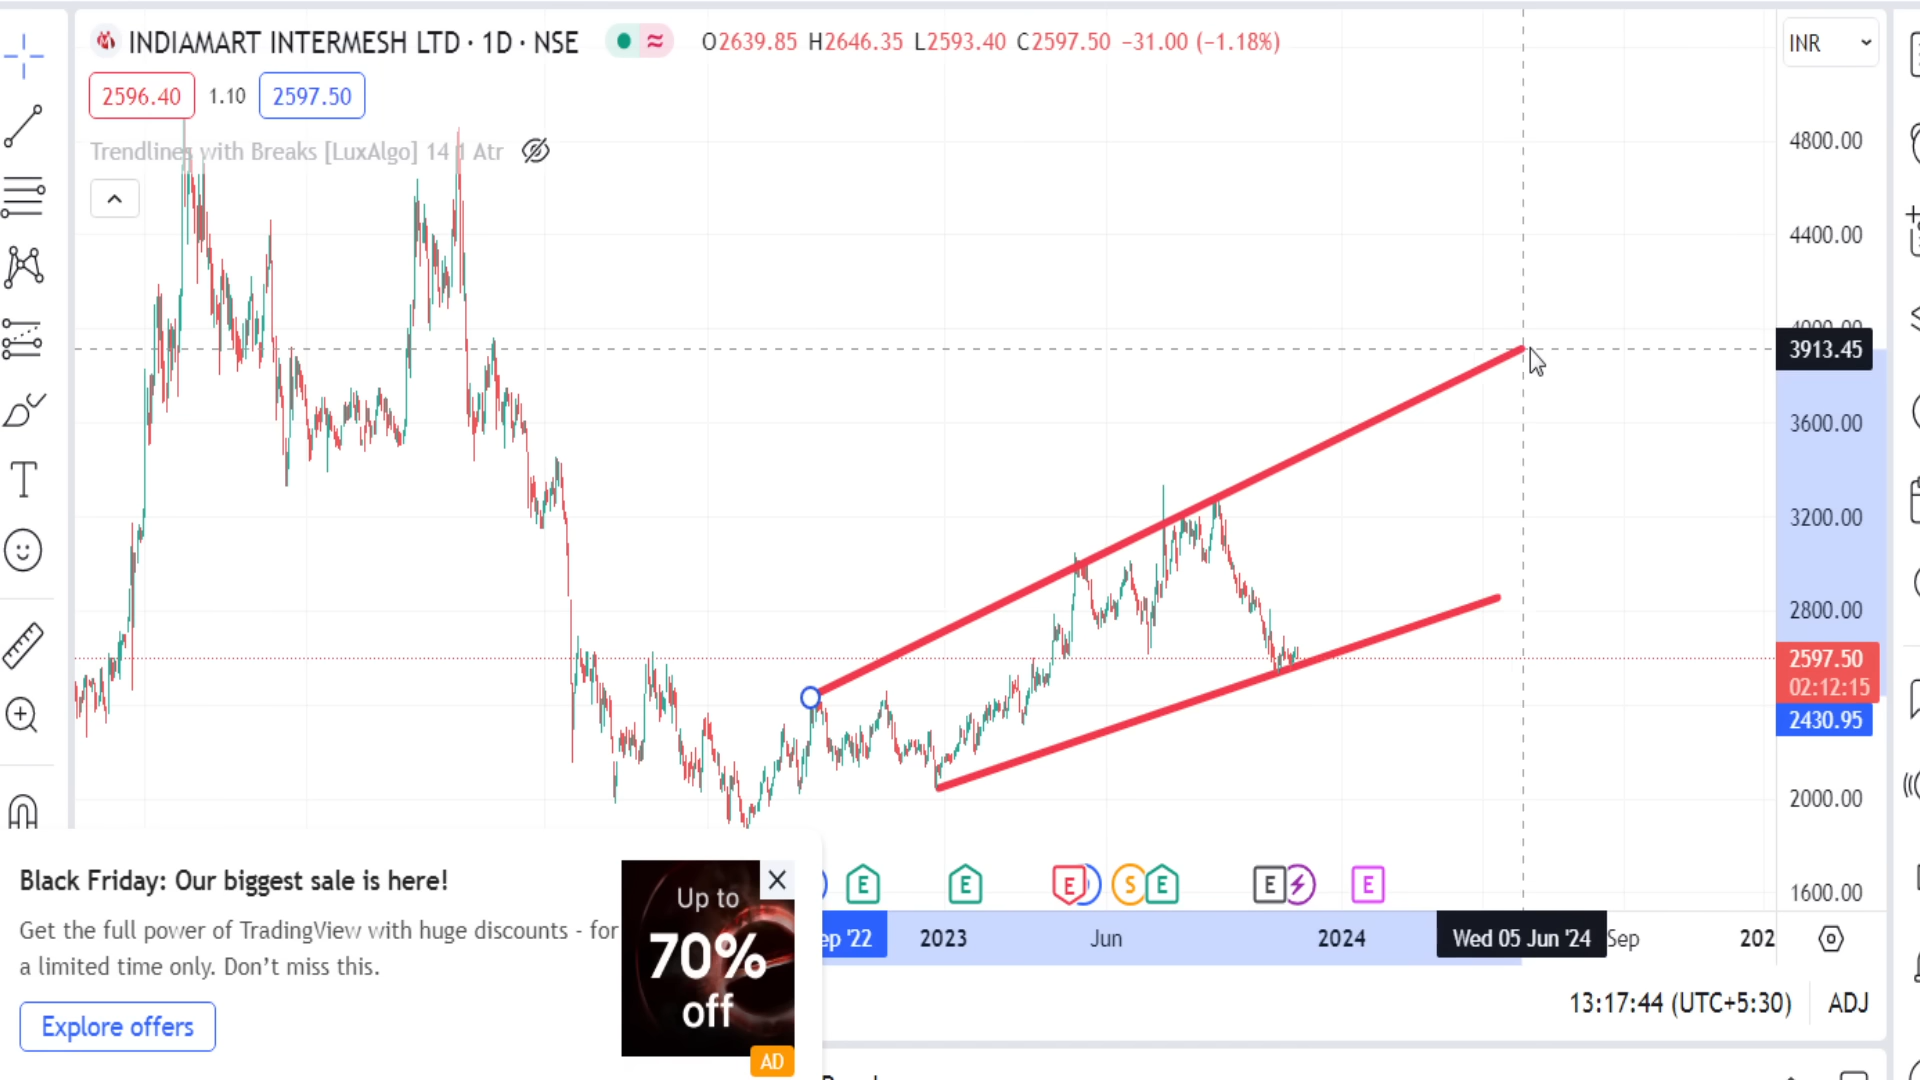 INDIAMART INTERMESH LTD · 1D · NSE
O2639.85 H2646.35 L2593.40 C2597.50 −31.00 (−1.18%)
INR
2596.40 1.10 2597.50
Trendlines with Breaks [LuxAlgo] 14 1 Atr
4800.00
4400.00
4000.00
3913.45
3600.00
3200.00
2800.00
2597.50
02:12:15
2430.95
2000.00
1600.00
E E E S E E E
'22 2023 Jun 2024 Wed 05 Jun '24 Sep
13:17:44 (UTC+5:30) ADJ
Black Friday: Our biggest sale is here!
Get the full power of TradingView with huge discounts - for
a limited time only. Don’t miss this.
Explore offers
Up to
70%
off
AD